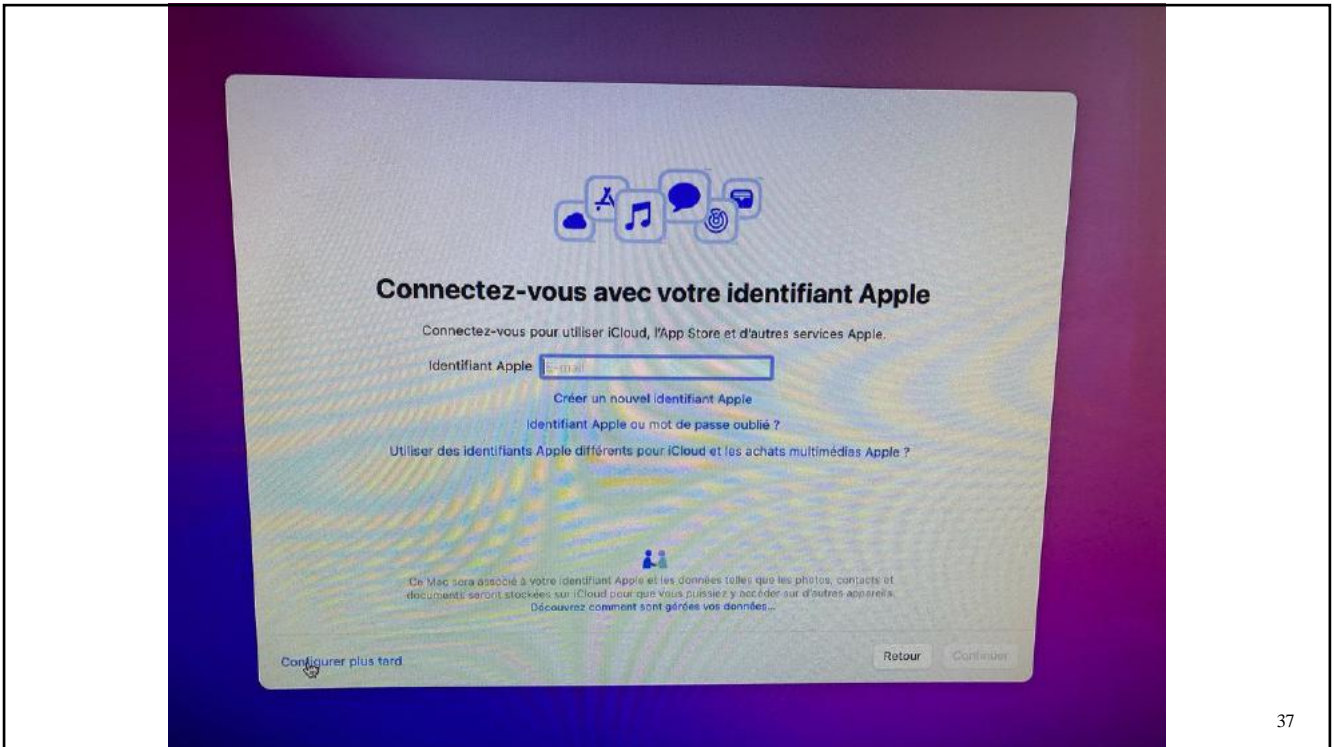 Connectez-vous avec votre identifiant Apple
Connectez-vous pour utiliser iCloud, l'App Store et d'autres services Apple.
Identifiant Apple E-mail
Créer un nouvel identifiant Apple
Identifiant Apple ou mot de passe oublié ?
Utiliser des identifiants Apple différents pour iCloud et les achats multimédias Apple ?
Ce Mac sera associé à votre identifiant Apple et les données telles que les photos, contacts et
documents seront stockées sur iCloud pour que vous puissiez y accéder sur d'autres appareils.
Découvrez comment sont gérées vos données...
Configurer plus tard
Retour
Continuer
37